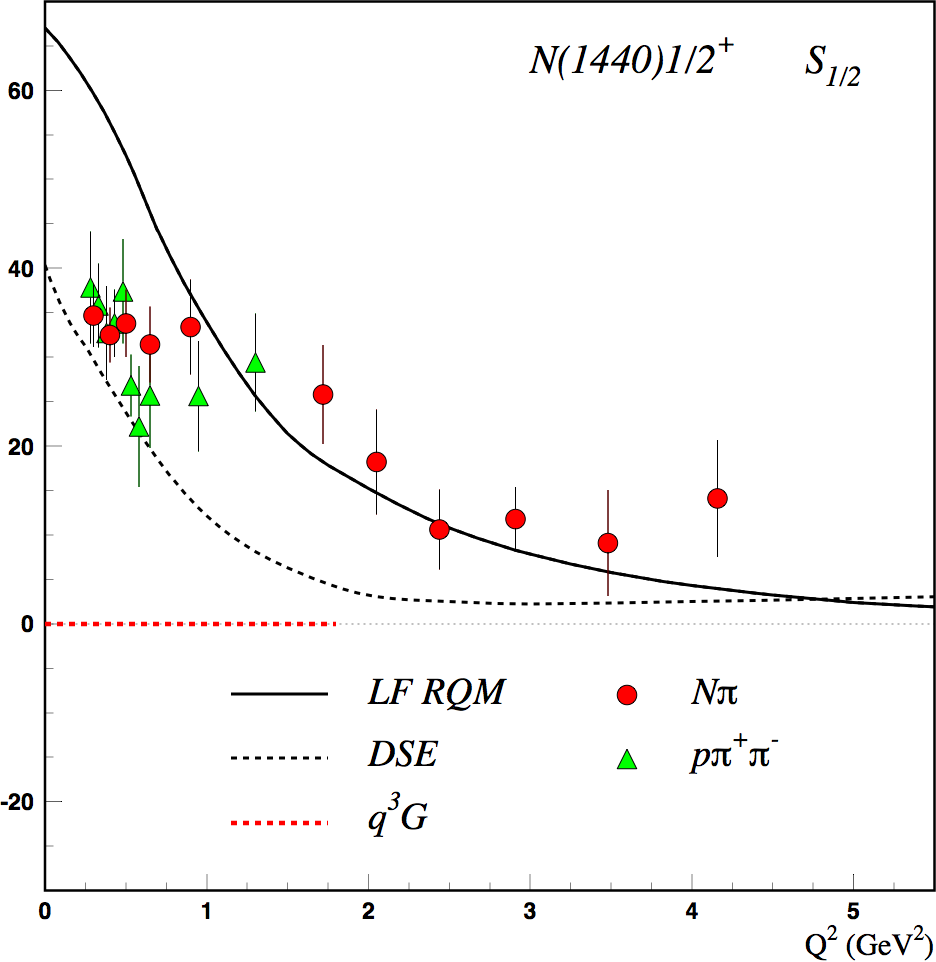 N(1440)1/2⁺ S₁/₂
60
40
20
0
-20
LF RQM
Nπ
DSE
pπ⁺π⁻
q³G
0 1 2 3 4 5
Q² (GeV²)